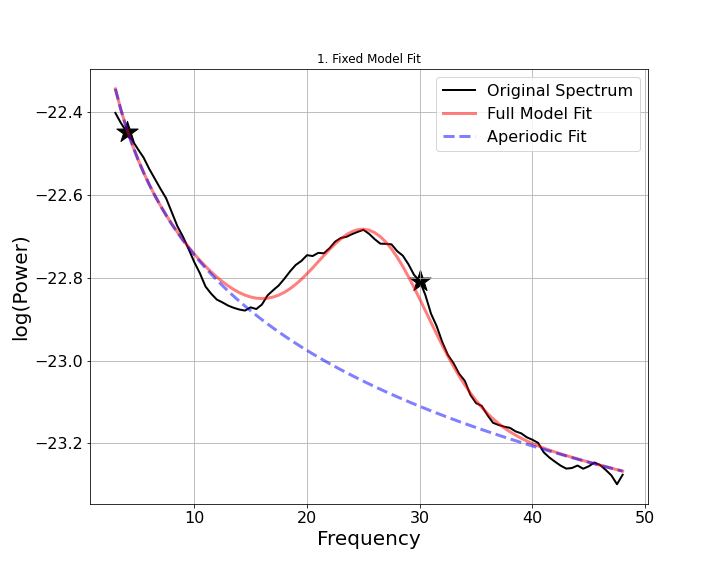 1. Fixed Model Fit
Original Spectrum
Full Model Fit
Aperiodic Fit
log(Power)
−22.4
−22.6
−22.8
−23.0
−23.2
10
20
30
40
50
Frequency